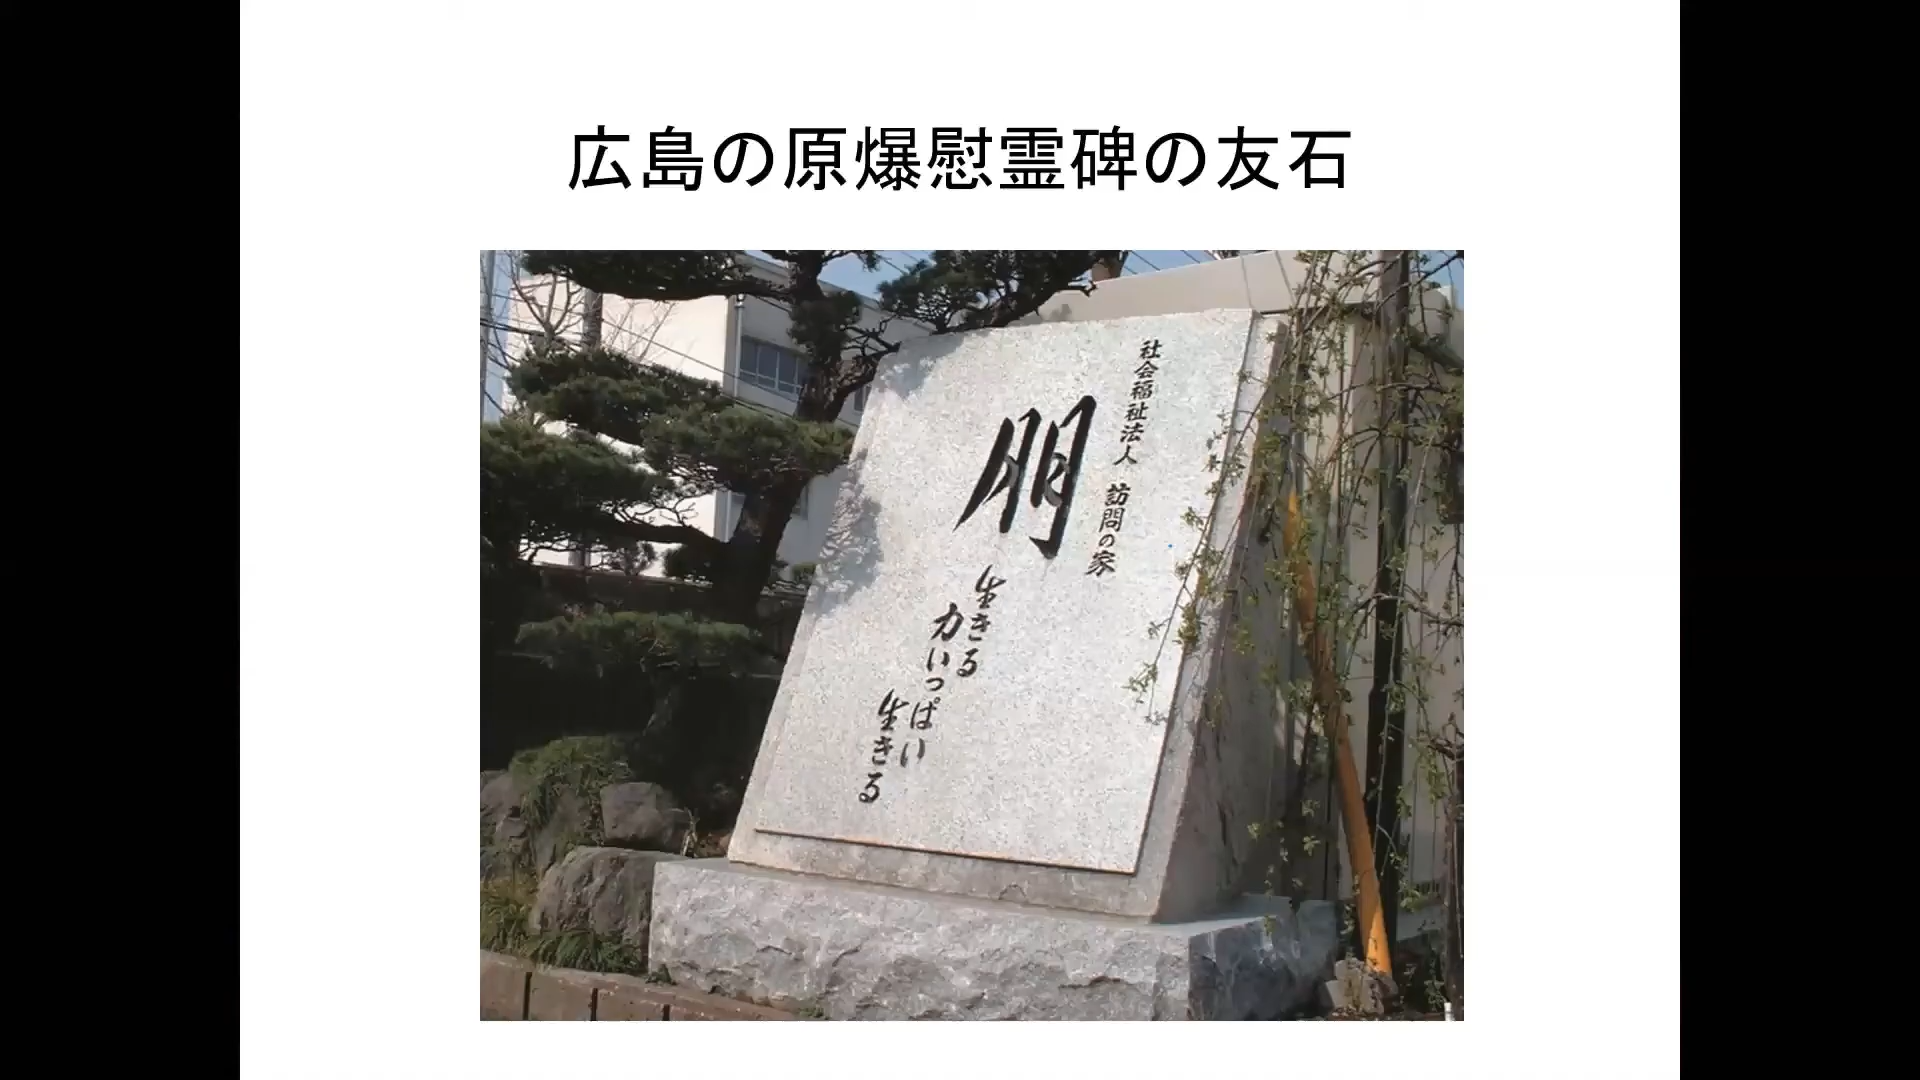 広島の原爆慰霊碑の友石
社会福祉法人 訪問の家
朋
生きる
力いっぱい
生きる